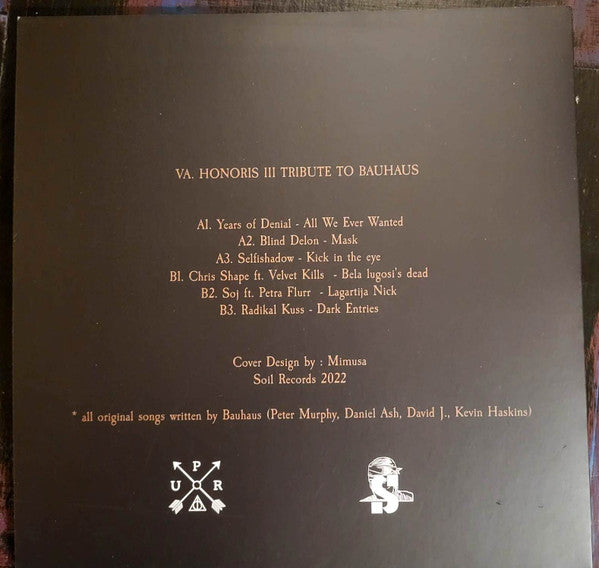 VA. HONORIS III TRIBUTE TO BAUHAUS
A1. Years of Denial - All We Ever Wanted
A2. Blind Delon - Mask
A3. Selfishadow - Kick in the eye
B1. Chris Shape ft. Velvet Kills - Bela lugosi's dead
B2. Soj ft. Petra Flurr - Lagartija Nick
B3. Radikal Kuss - Dark Entries
Cover Design by : Mimusa
Soil Records 2022
* all original songs written by Bauhaus (Peter Murphy, Daniel Ash, David J., Kevin Haskins)
P
U R
S